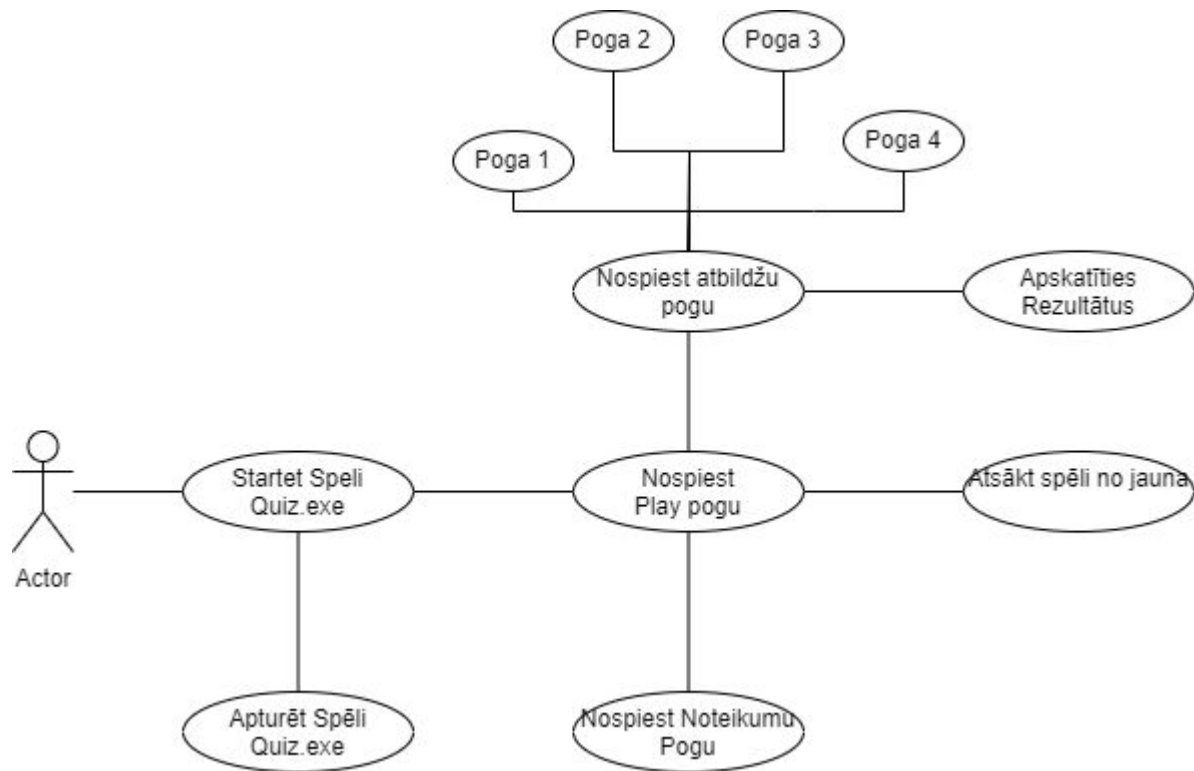 Poga 2
Poga 3
Poga 1
Poga 4
Nospiest atbildžu
pogu
Apskatīties
Rezultātus
Startet Speli
Quiz.exe
Nospiest
Play pogu
Atsākt spēli no jauna
Actor
Apturēt Spēli
Quiz.exe
Nospiest Noteikumu
Pogu